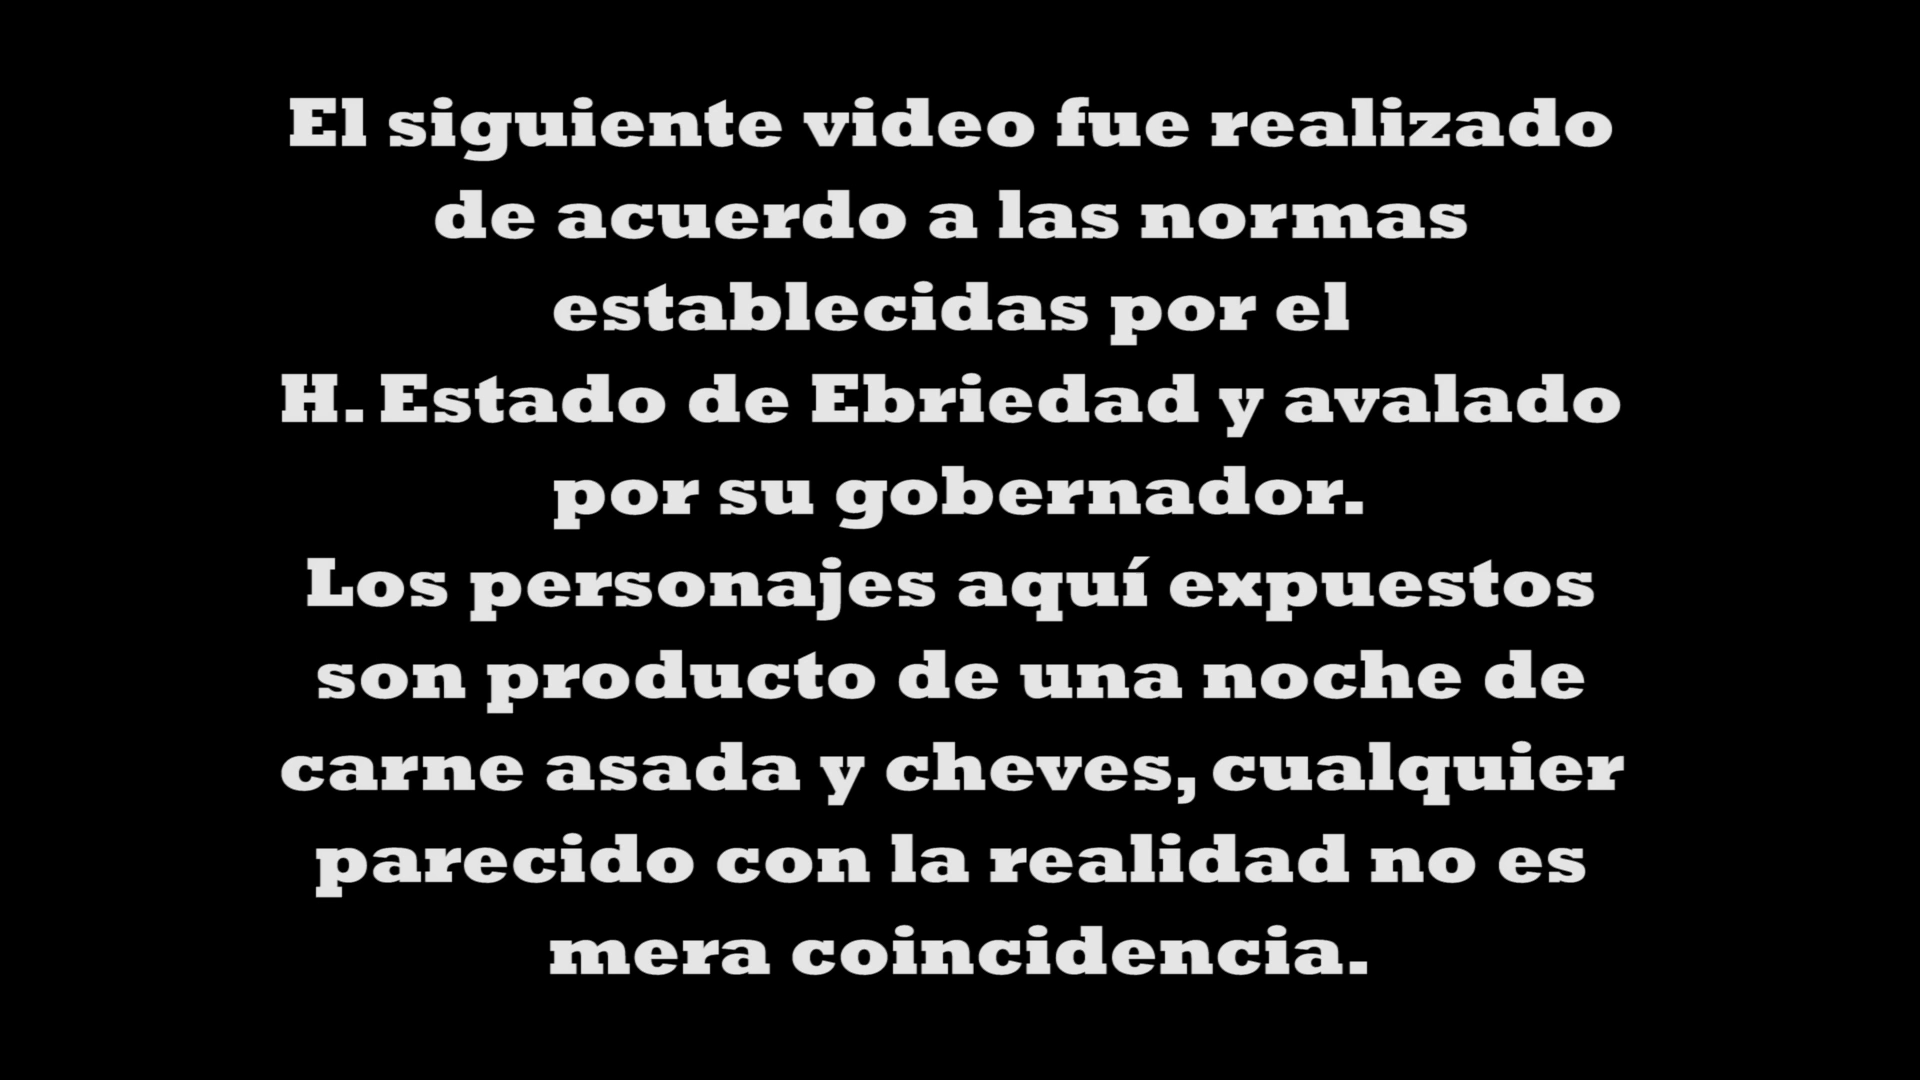 El siguiente video fue realizado
de acuerdo a las normas
establecidas por el
H. Estado de Ebriedad y avalado
por su gobernador.
Los personajes aquí expuestos
son producto de una noche de
carne asada y cheves, cualquier
parecido con la realidad no es
mera coincidencia.